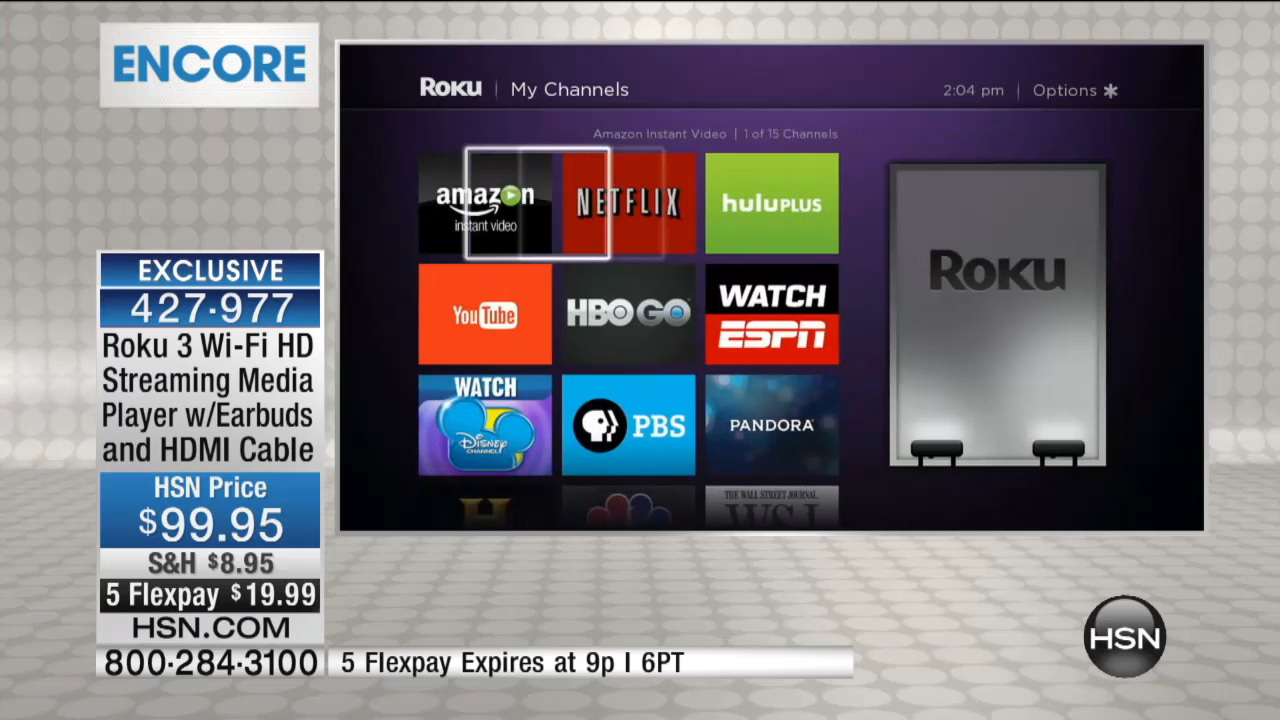 ENCORE
Roku | My Channels
2:04 pm | Options *
Amazon Instant Video | 1 of 15 Channels
amazon
instant video
NETFLIX
huluPLUS
YouTube
HBO GO
WATCH
ESPN
WATCH
Disney
CHANNEL
PBS
PANDORA
H
THE WALL STREET JOURNAL
WSJ
Roku
EXCLUSIVE
427-977
Roku 3 Wi-Fi HD
Streaming Media
Player w/Earbuds
and HDMI Cable
HSN Price
$99.95
S&H $8.95
5 Flexpay $19.99
HSN.COM
800-284-3100
5 Flexpay Expires at 9p | 6PT
HSN